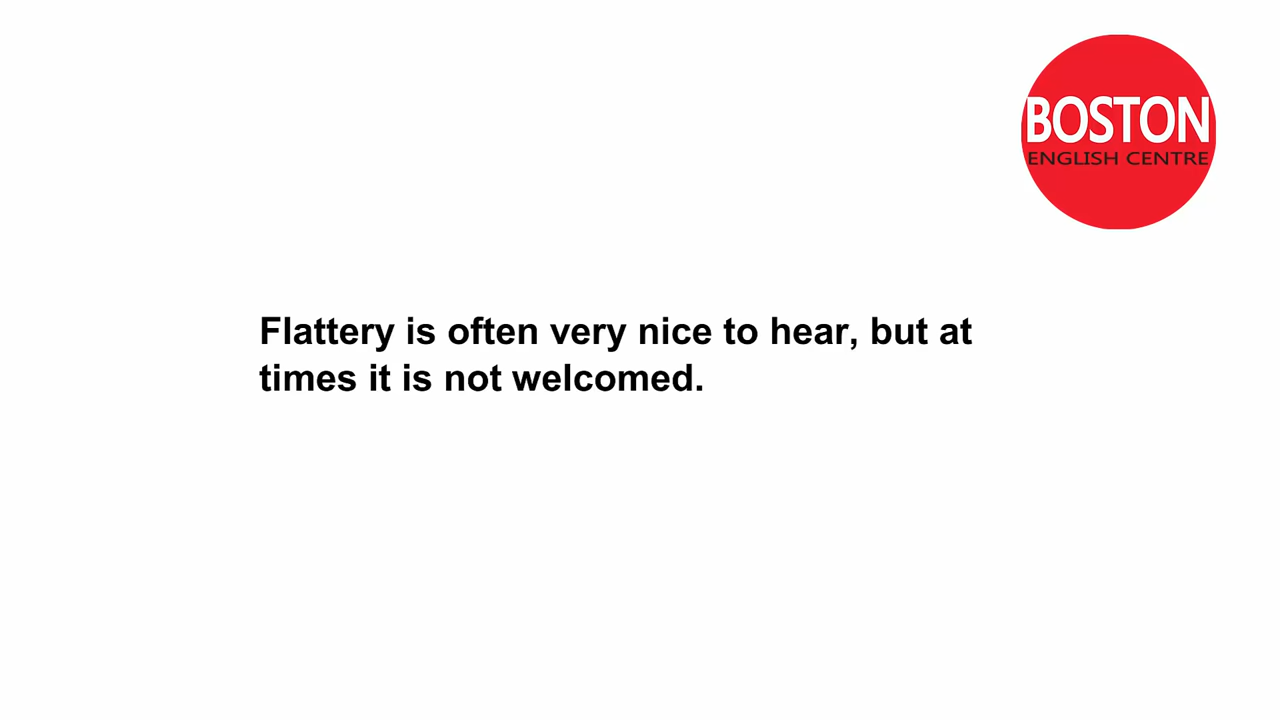 BOSTON
ENGLISH CENTRE
Flattery is often very nice to hear, but at
times it is not welcomed.